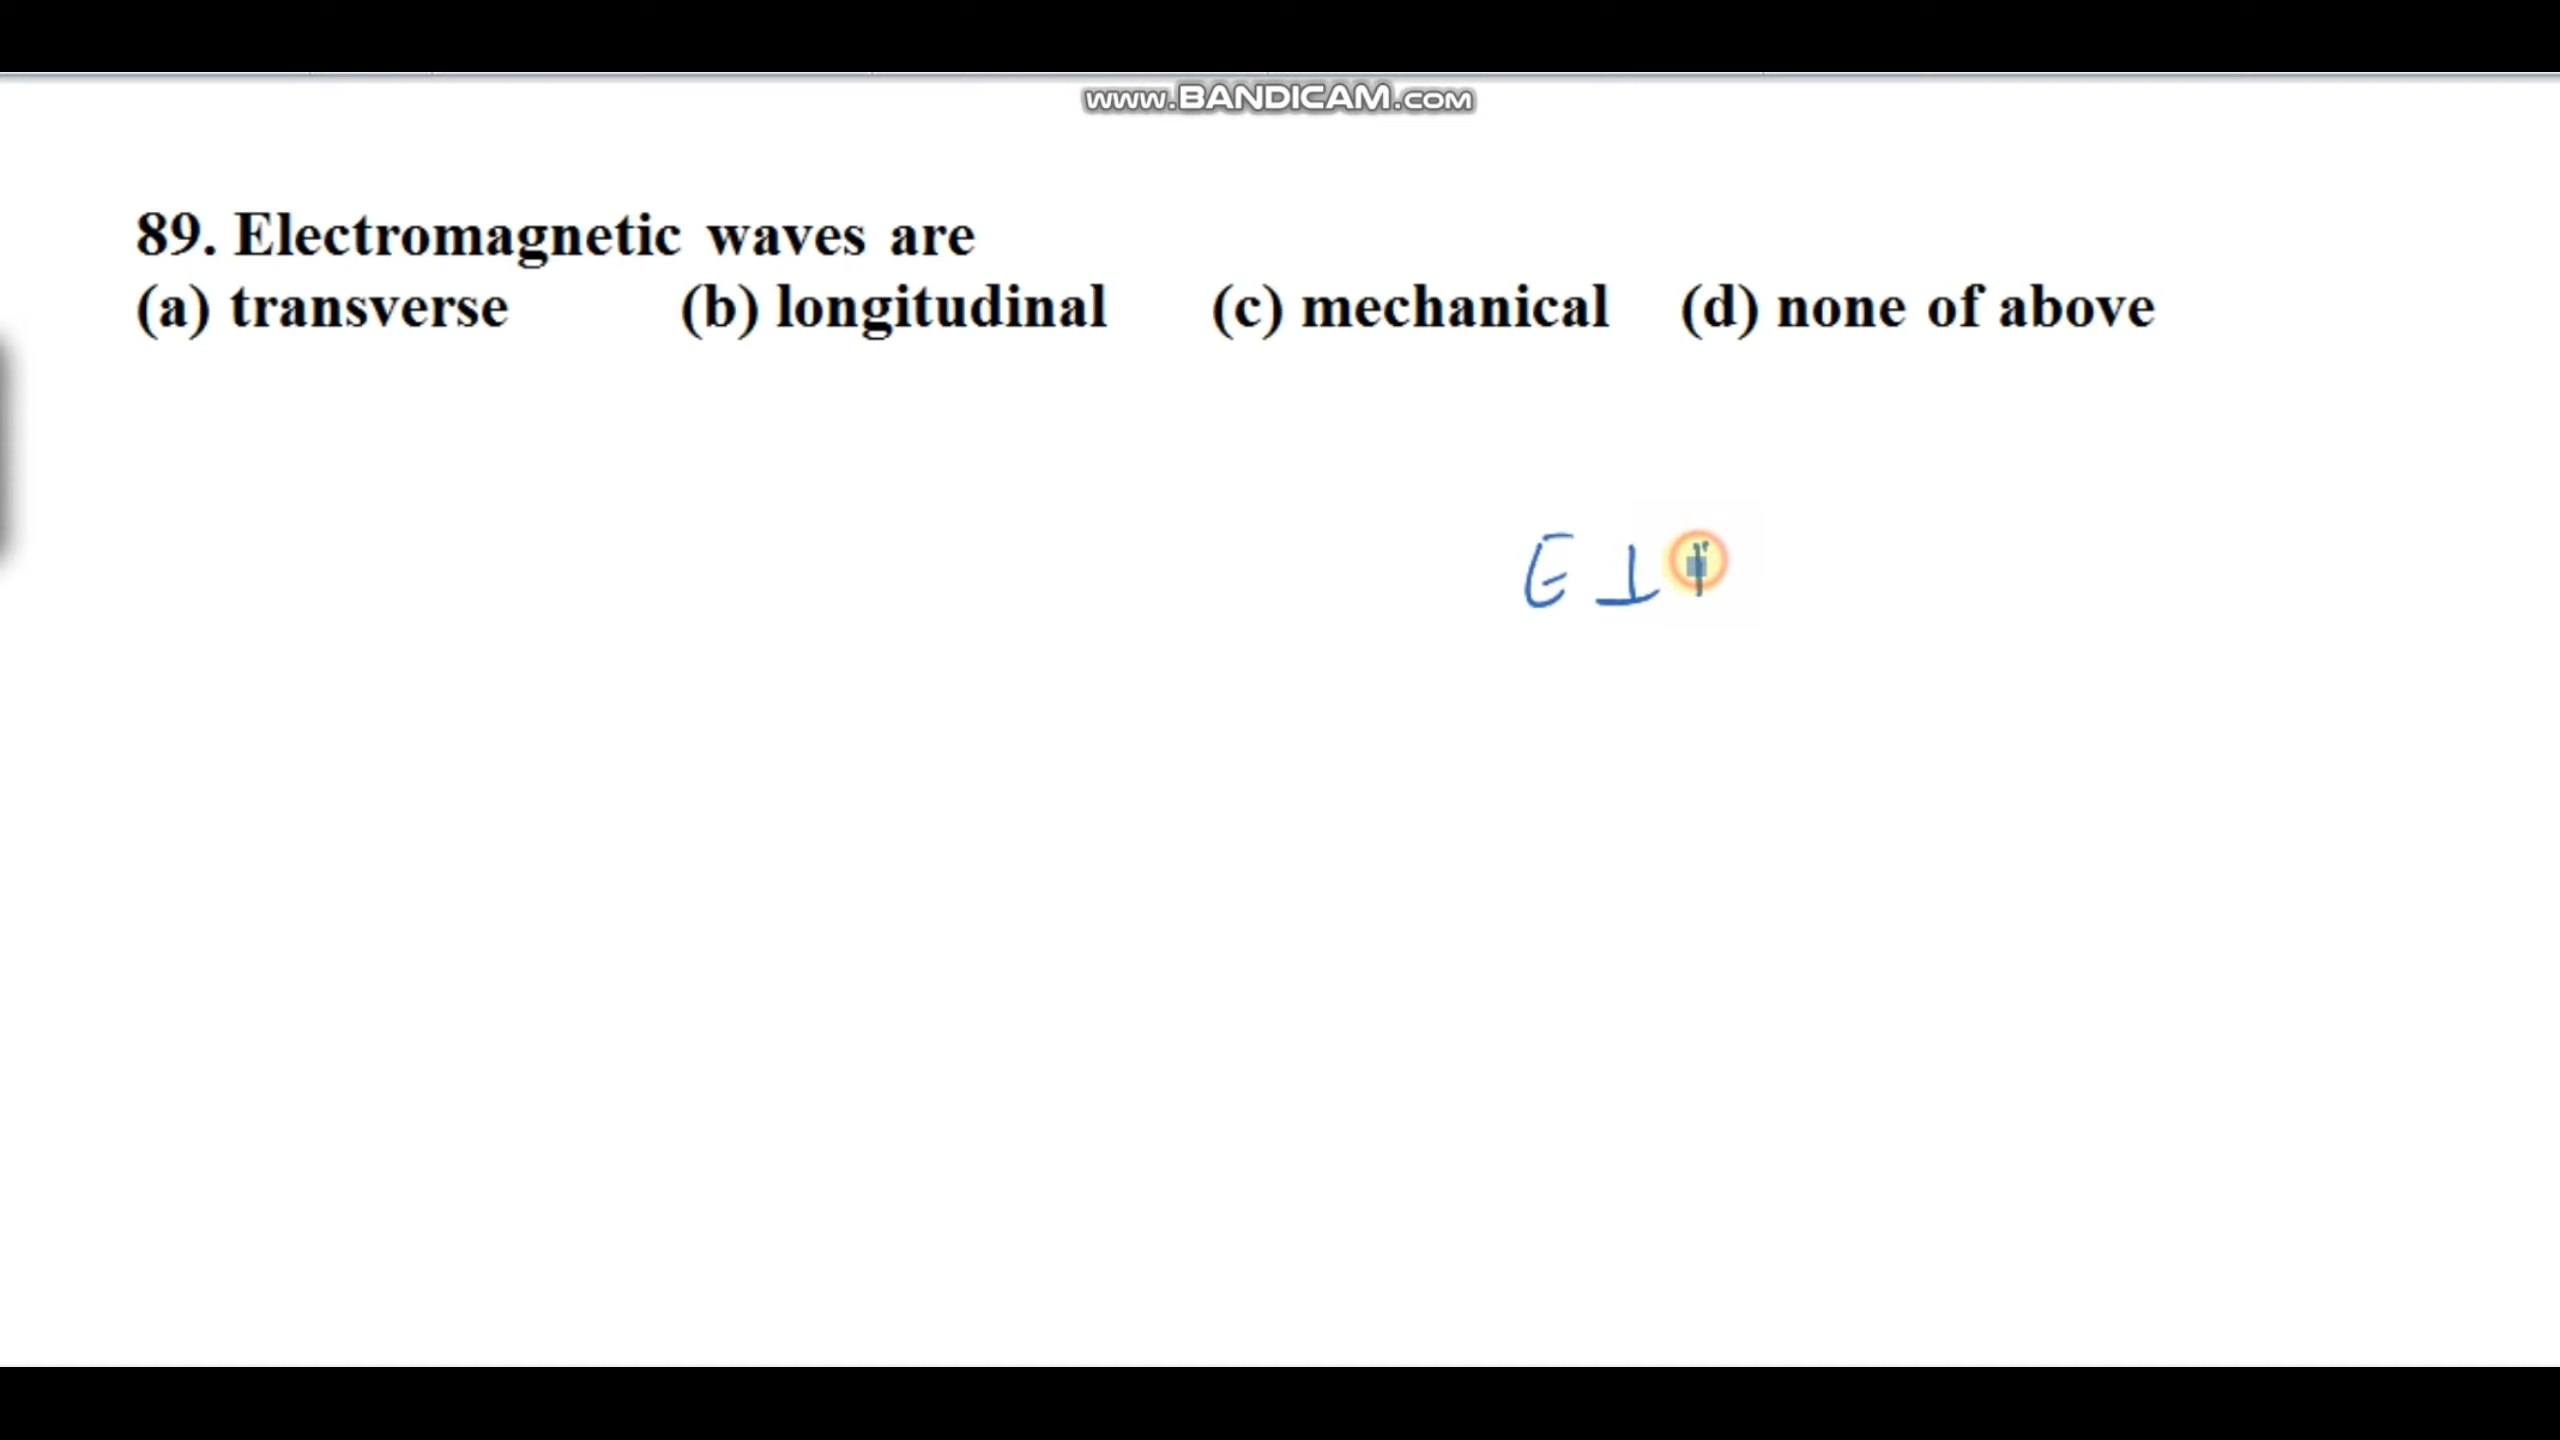 www.BANDICAM.com
89. Electromagnetic waves are
(a) transverse (b) longitudinal (c) mechanical (d) none of above
E ⊥